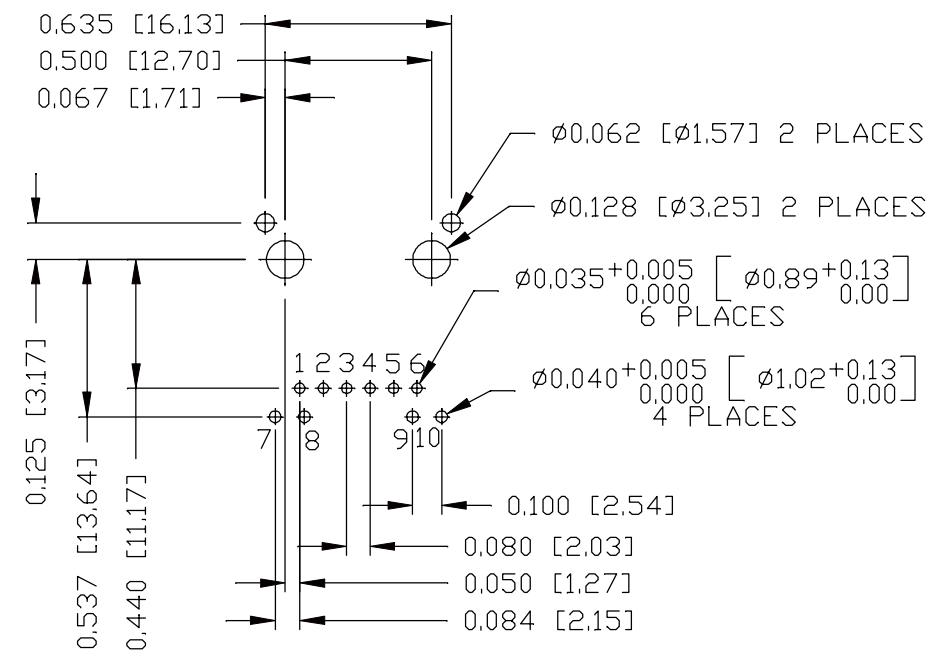 0.635 [16.13]
0.500 [12.70]
0.067 [1.71]
Ø0.062 [Ø1.57] 2 PLACES
Ø0.128 [Ø3.25] 2 PLACES
Ø0.035+0.005 [ Ø0.89+0.13 ]
0.000 0.00
6 PLACES
1 2 3 4 5 6
Ø0.040+0.005 [ Ø1.02+0.13 ]
0.000 0.00
4 PLACES
7 8 9 10
0.125 [3.17]
0.537 [13.64]
0.440 [11.17]
0.100 [2.54]
0.080 [2.03]
0.050 [1.27]
0.084 [2.15]